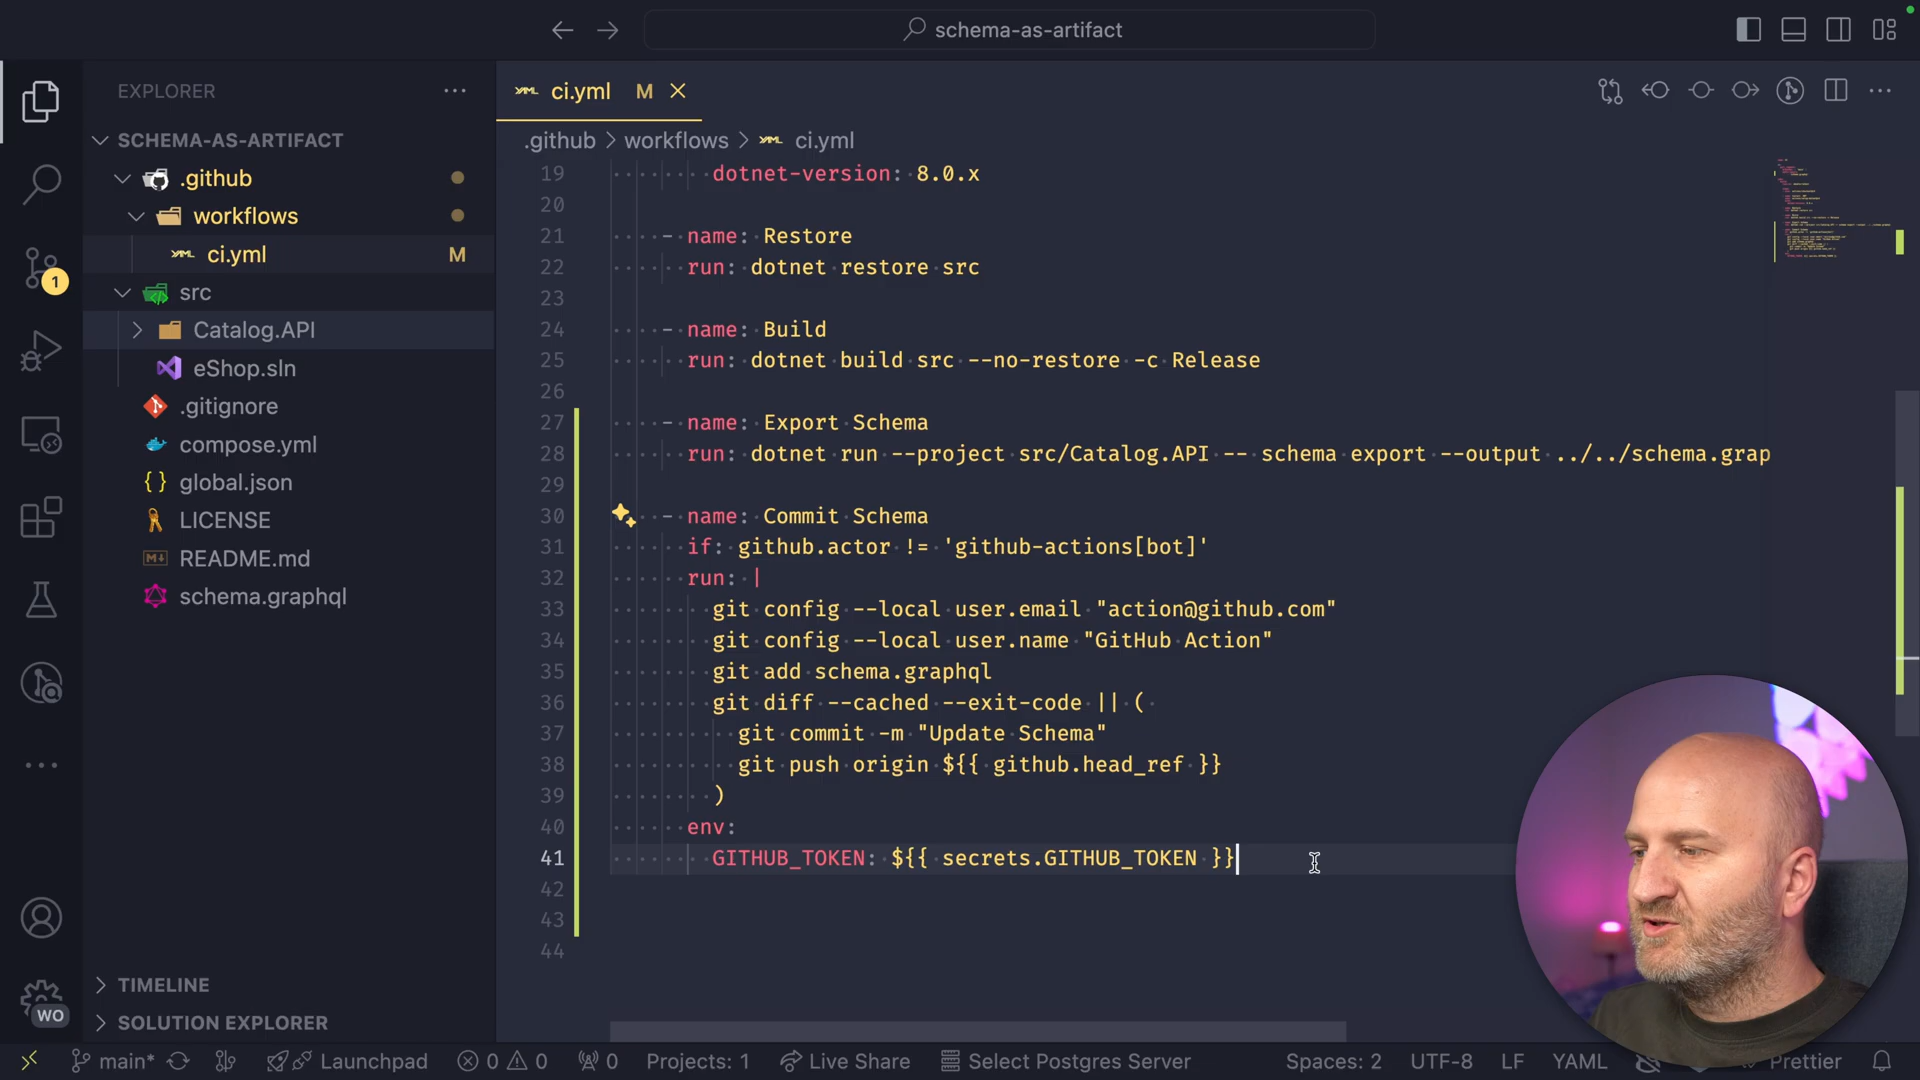 schema-as-artifact
EXPLORER
SCHEMA-AS-ARTIFACT
.github
workflows
ci.yml M
src
Catalog.API
eShop.sln
.gitignore
compose.yml
global.json
LICENSE
README.md
schema.graphql
TIMELINE
SOLUTION EXPLORER
1
WO
ci.yml M
.github > workflows > ci.yml
19 dotnet-version: 8.0.x
20
21 - name: Restore
22 run: dotnet restore src
23
24 - name: Build
25 run: dotnet build src --no-restore -c Release
26
27 - name: Export Schema
28 run: dotnet run --project src/Catalog.API -- schema export --output ../../schema.grap
29
30 - name: Commit Schema
31 if: github.actor != 'github-actions[bot]'
32 run: |
33 git config --local user.email "action@github.com"
34 git config --local user.name "GitHub Action"
35 git add schema.graphql
36 git diff --cached --exit-code || (
37 git commit -m "Update Schema"
38 git push origin ${{ github.head_ref }}
39 )
40 env:
41 GITHUB_TOKEN: ${{ secrets.GITHUB_TOKEN }}
42
43
44
main* Launchpad 0 0 0 Projects: 1 Live Share Select Postgres Server Spaces: 2 UTF-8 LF YAML Prettier